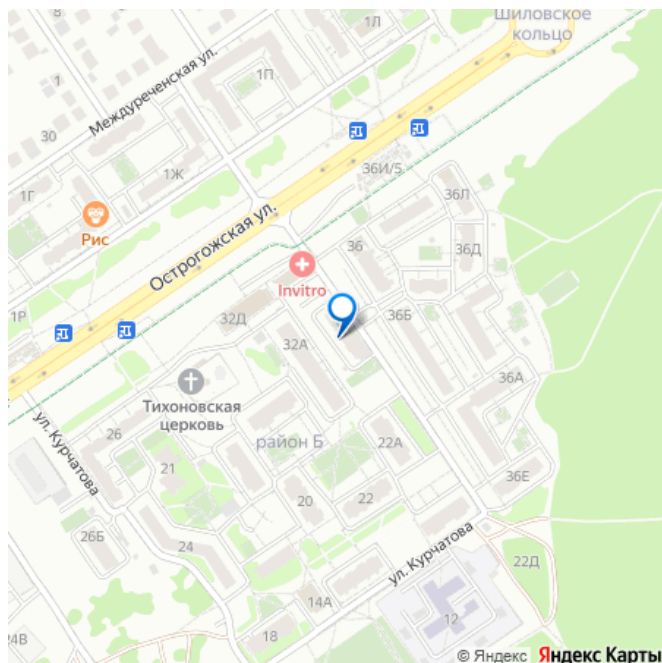 8
1Л
Шиловское
кольцо
Междуреченская ул.
1
1П
30
1Ж
36И/5
1Г
36Л
Рис
Острогожская ул.
36
36Д
Invitro
1Р
32Д
36Б
32А
36А
Тихоновская
церковь
ул. Курчатова
26
район Б
22А
21
36Е
20
22
26Б
24
ул. Курчатова
22Д
14А
12
24В
18
© Яндекс Яндекс Карты